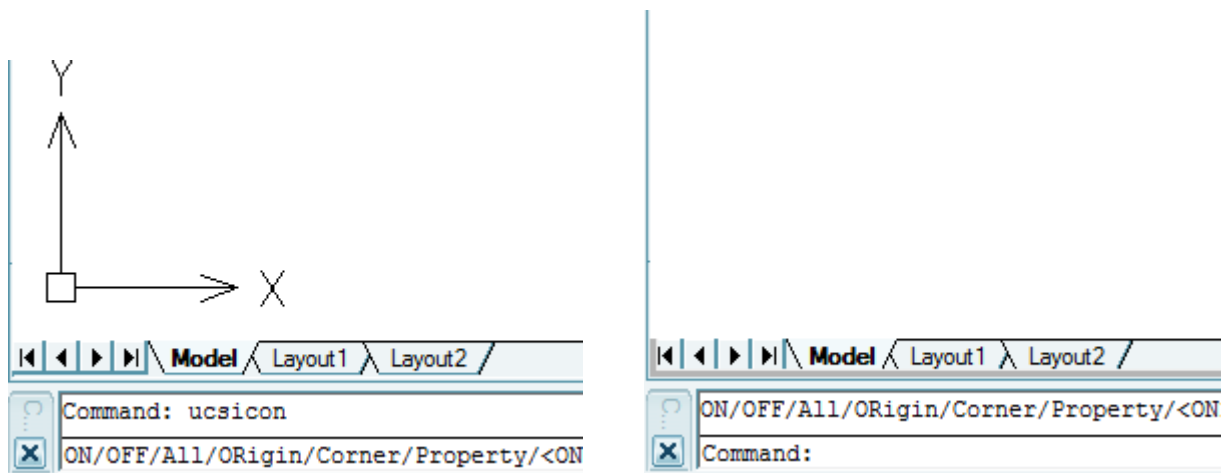 Y
X
Model Layout1 Layout2
Command: ucsicon
ON/OFF/All/ORigin/Corner/Property/<ON
Model Layout1 Layout2
ON/OFF/All/ORigin/Corner/Property/<ON
Command: